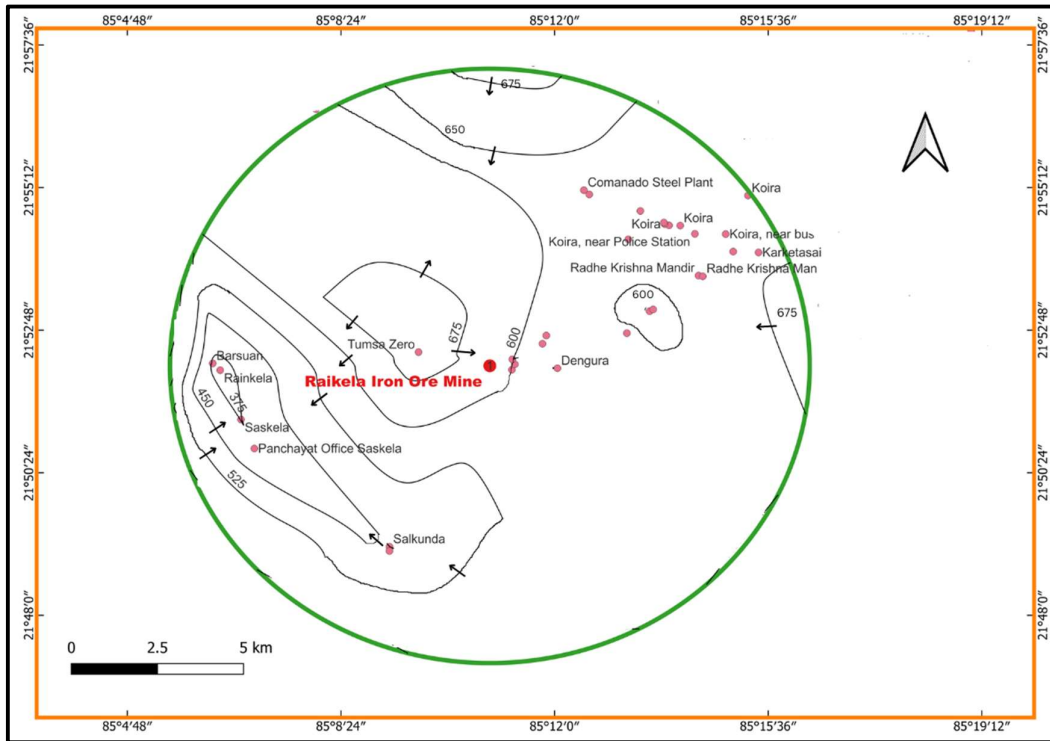 85°4'48" 85°8'24" 85°12'0" 85°15'36" 85°19'12"
21°57'36" 21°57'36"
675
650
21°55'12" 21°55'12"
Comanado Steel Plant
Koira
Koira Koira
Koira, near Police Station Koira, near bus
Karketasai
Radhe Krishna Mandir Radhe Krishna Man
600
675
21°52'48" 21°52'48"
675
600
Tumsa Zero
Dengura
Barsuan
Rainkela
Raikela Iron Ore Mine
375
450
Saskela
Panchayat Office Saskela
525
21°50'24" 21°50'24"
Salkunda
21°48'0" 21°48'0"
0 2.5 5 km
85°4'48" 85°8'24" 85°12'0" 85°15'36" 85°19'12"